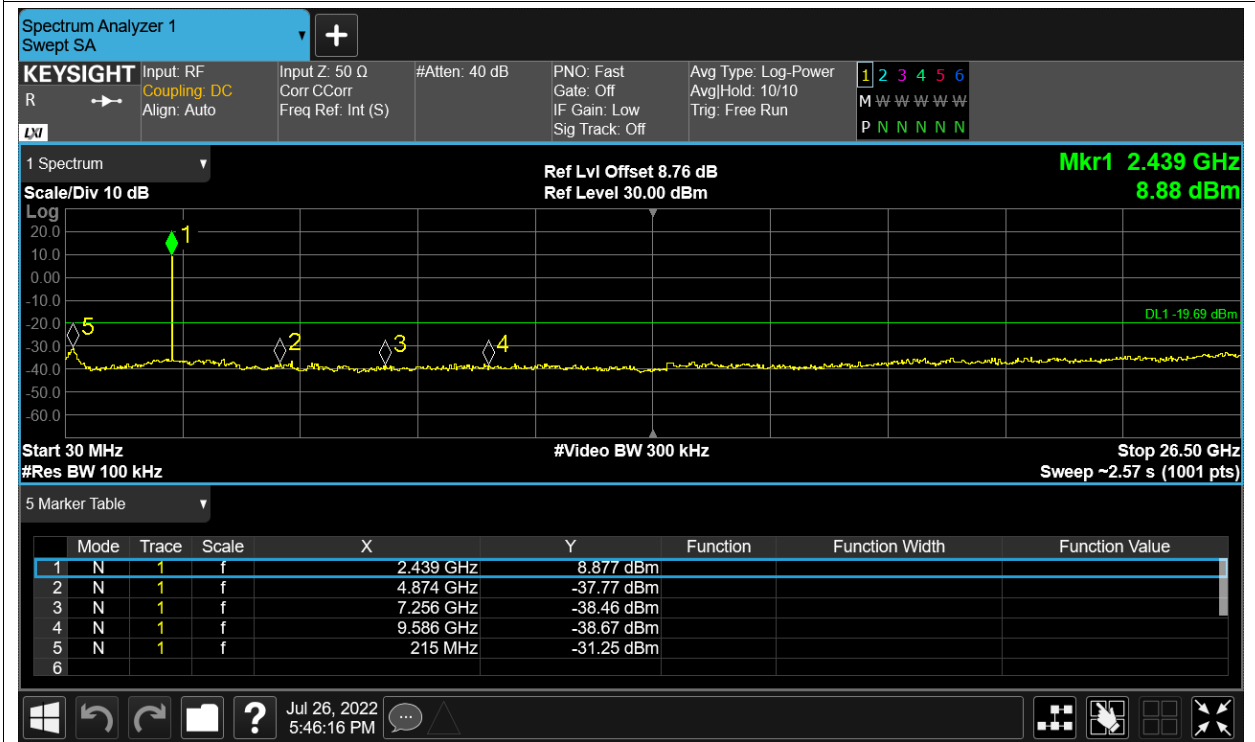 Spectrum Analyzer 1
Swept SA
+
KEYSIGHT
R
LXI
Input: RF
Coupling: DC
Align: Auto
Input Z: 50 Ω
Corr CCorr
Freq Ref: Int (S)
#Atten: 40 dB
PNO: Fast
Gate: Off
IF Gain: Low
Sig Track: Off
Avg Type: Log-Power
Avg|Hold: 10/10
Trig: Free Run
1 2 3 4 5 6
M W W W W W
P N N N N N
1 Spectrum
Scale/Div 10 dB
Ref Lvl Offset 8.76 dB
Ref Level 30.00 dBm
Mkr1 2.439 GHz
8.88 dBm
Log
20.0
10.0
0.00
-10.0
-20.0
-30.0
-40.0
-50.0
-60.0
1
5
2
3
4
DL1 -19.69 dBm
Start 30 MHz
#Video BW 300 kHz
Stop 26.50 GHz
#Res BW 100 kHz
Sweep ~2.57 s (1001 pts)
5 Marker Table
Mode Trace Scale X Y Function Function Width Function Value
1 N 1 f 2.439 GHz 8.877 dBm
2 N 1 f 4.874 GHz -37.77 dBm
3 N 1 f 7.256 GHz -38.46 dBm
4 N 1 f 9.586 GHz -38.67 dBm
5 N 1 f 215 MHz -31.25 dBm
6
?
Jul 26, 2022
5:46:16 PM